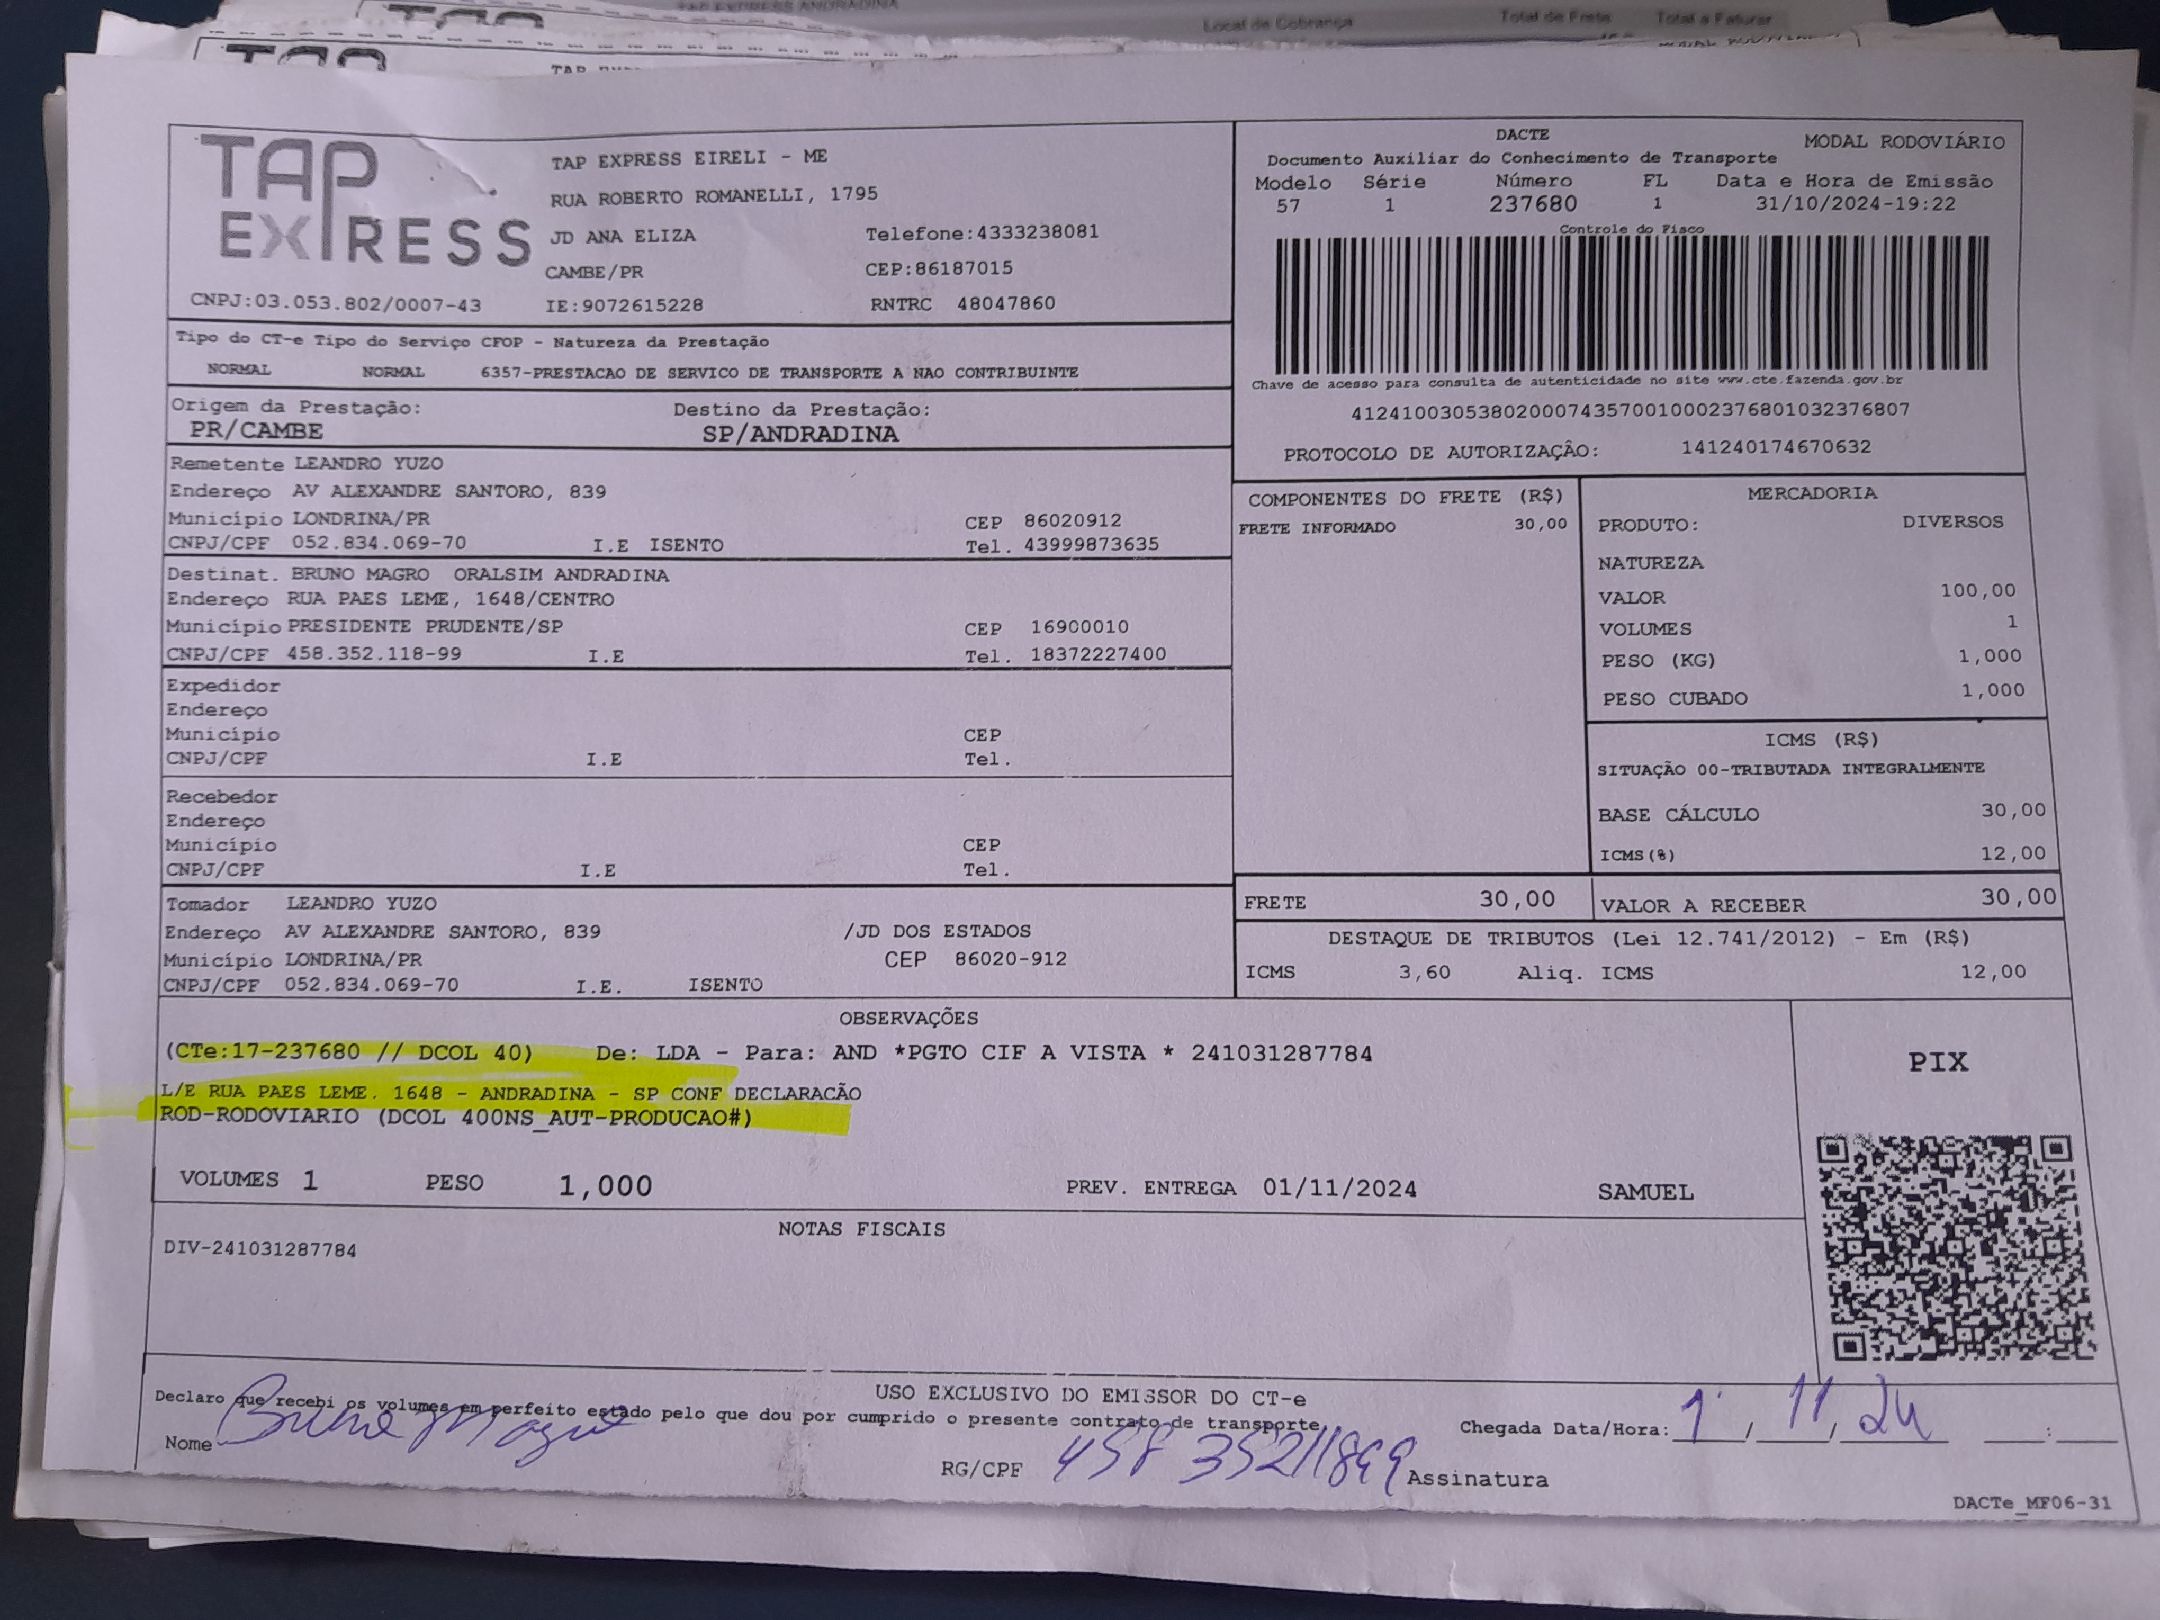 TAP EXPRESS ANDRADINA
Local de Cobrança Total de Frete Total a Faturar
TAP
EXPRESS
TAP EXPRESS EIRELI - ME
RUA ROBERTO ROMANELLI, 1795
JD ANA ELIZA Telefone:4333238081
CAMBE/PR CEP:86187015
CNPJ:03.053.802/0007-43 IE:9072615228 RNTRC 48047860
DACTE MODAL RODOVIÁRIO
Documento Auxiliar do Conhecimento de Transporte
Modelo Série Número FL Data e Hora de Emissão
57 1 237680 1 31/10/2024-19:22
Controle do Fisco
Chave de acesso para consulta de autenticidade no site www.cte.fazenda.gov.br
41241003053802000743570010002376801032376807
PROTOCOLO DE AUTORIZAÇÂO: 141240174670632
Tipo do CT-e Tipo do Serviço CFOP - Natureza da Prestação
NORMAL NORMAL 6357-PRESTACAO DE SERVICO DE TRANSPORTE A NAO CONTRIBUINTE
Origem da Prestação: Destino da Prestação:
PR/CAMBE SP/ANDRADINA
Remetente LEANDRO YUZO
Endereço AV ALEXANDRE SANTORO, 839
Município LONDRINA/PR CEP 86020912
CNPJ/CPF 052.834.069-70 I.E ISENTO Tel. 43999873635
Destinat. BRUNO MAGRO ORALSIM ANDRADINA
Endereço RUA PAES LEME, 1648/CENTRO
Município PRESIDENTE PRUDENTE/SP CEP 16900010
CNPJ/CPF 458.352.118-99 I.E Tel. 18372227400
Expedidor
Endereço
Município CEP
CNPJ/CPF I.E Tel.
Recebedor
Endereço
Município CEP
CNPJ/CPF I.E Tel.
Tomador LEANDRO YUZO
Endereço AV ALEXANDRE SANTORO, 839 /JD DOS ESTADOS
Município LONDRINA/PR CEP 86020-912
CNPJ/CPF 052.834.069-70 I.E. ISENTO
COMPONENTES DO FRETE (R$)
FRETE INFORMADO 30,00
MERCADORIA
PRODUTO: DIVERSOS
NATUREZA
VALOR 100,00
VOLUMES 1
PESO (KG) 1,000
PESO CUBADO 1,000
ICMS (R$)
SITUAÇÃO 00-TRIBUTADA INTEGRALMENTE
BASE CÁLCULO 30,00
ICMS(%) 12,00
FRETE 30,00 VALOR A RECEBER 30,00
DESTAQUE DE TRIBUTOS (Lei 12.741/2012) - Em (R$)
ICMS 3,60 Aliq. ICMS 12,00
OBSERVAÇÕES
(CTe:17-237680 // DCOL 40) De: LDA - Para: AND *PGTO CIF A VISTA * 241031287784
L/E RUA PAES LEME. 1648 - ANDRADINA - SP CONF DECLARACÃO
ROD-RODOVIARIO (DCOL 400NS_AUT-PRODUCAO#)
PIX
VOLUMES 1 PESO 1,000 PREV. ENTREGA 01/11/2024 SAMUEL
NOTAS FISCAIS
DIV-241031287784
USO EXCLUSIVO DO EMISSOR DO CT-e
Declaro que recebi os volumes em perfeito estado pelo que dou por cumprido o presente contrato de transporte
Nome Bruno Magro
RG/CPF 458 35211899 Assinatura
Chegada Data/Hora: 1 / 11 / 24 :
DACTe_MF06-31